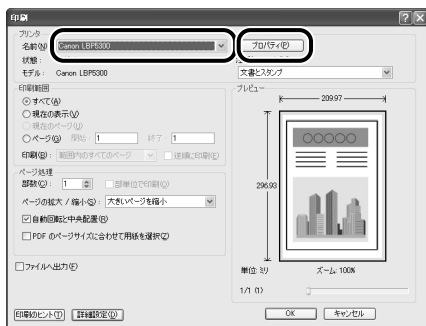 印刷
プリンタ
名前(N): Canon LBP5300 プロパティ(P)
状態:
モデル: Canon LBP5300 文書とスタンプ
印刷範囲
すべて(A)
現在の表示(V)
現在のページ(U)
ページ(G) 開始: 1 終了: 1
印刷(B): 範囲内のすべてのページ 逆順に印刷(E)
ページ処理
部数(C): 1 部単位で印刷(O)
ページの拡大 / 縮小(S): 大きいページを縮小
自動回転と中央配置(R)
PDF のページサイズに合わせて用紙を選択(Z)
ファイルへ出力(F)
プレビュー
209.97
296.93
単位: ミリ ズーム: 100%
1/1 (1)
印刷のヒント(T) 詳細設定(D) OK キャンセル